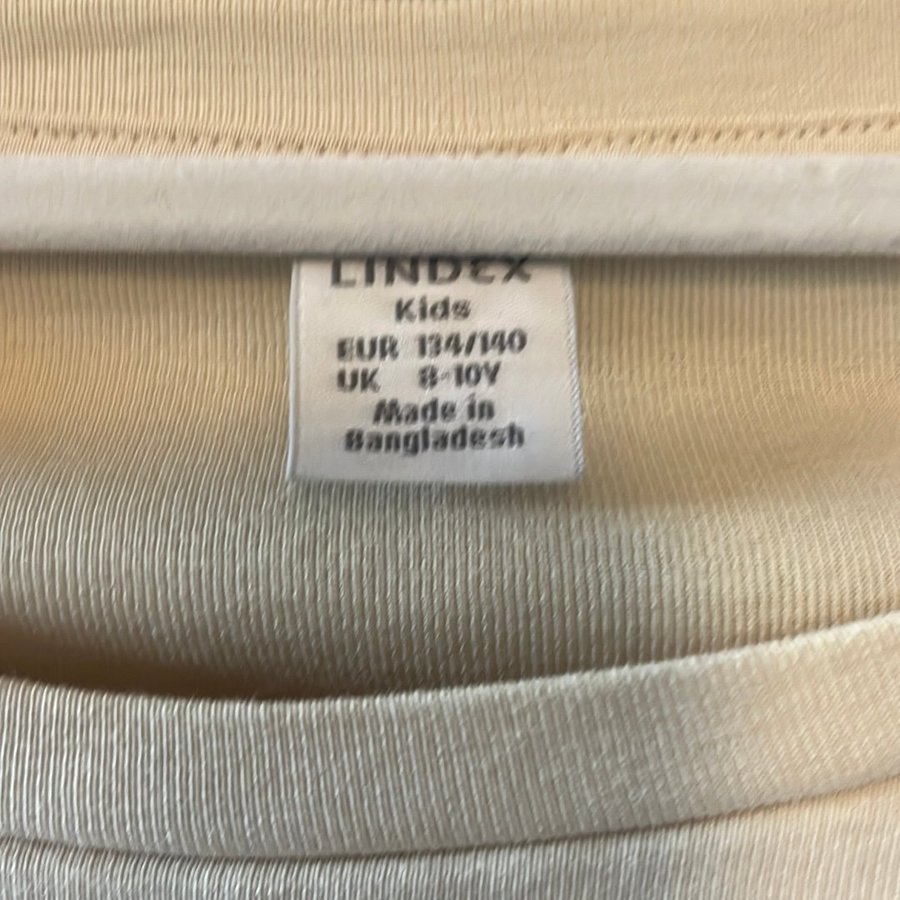 LINDEX
Kids
EUR 134/140
UK 8-10Y
Made in
Bangladesh